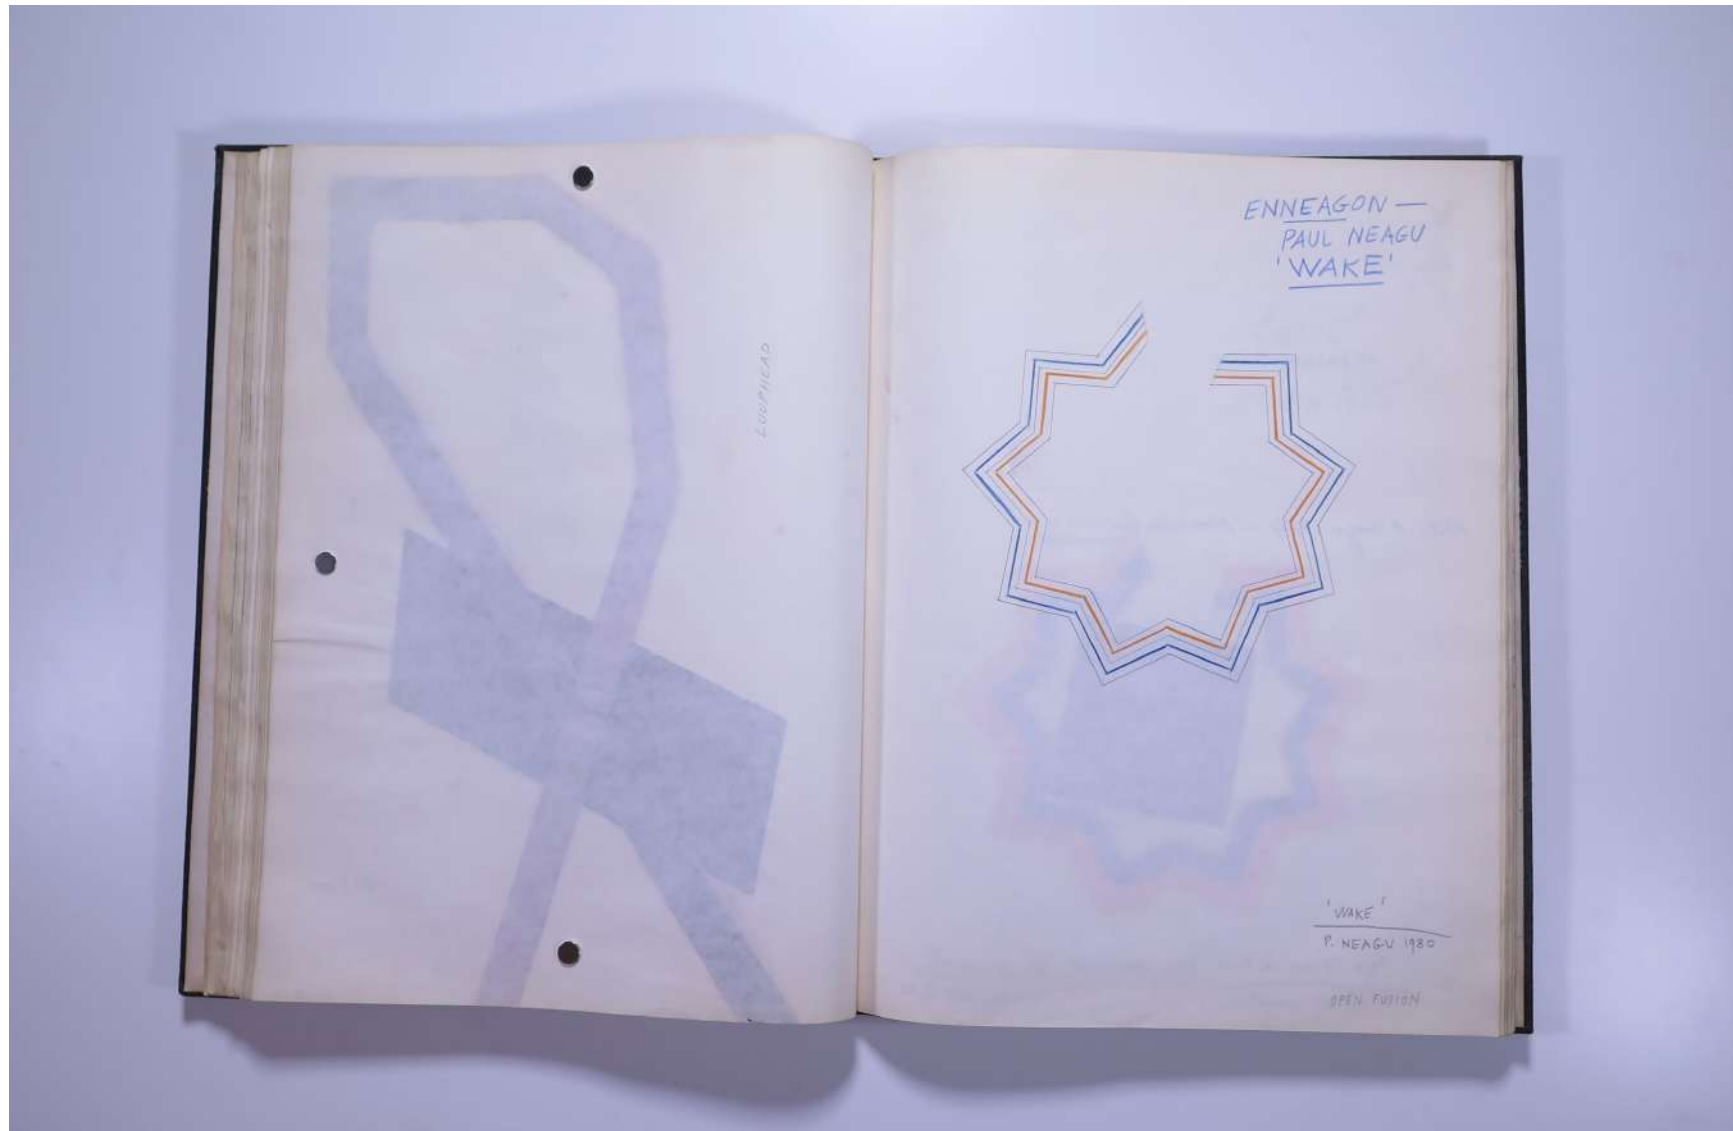 LOOPHEAD
ENNEAGON —
PAUL NEAGU
'WAKE'
'WAKE'
P. NEAGU 1980
OPEN FUSION